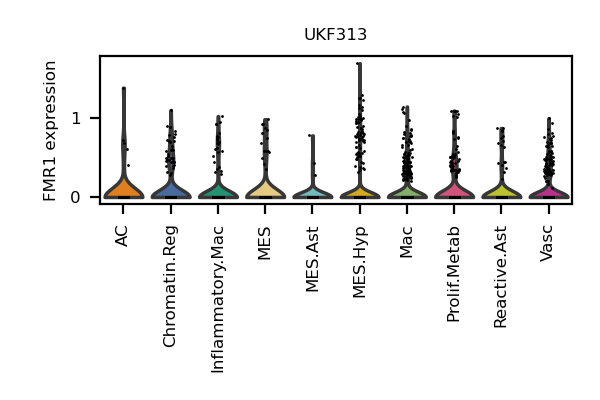 UKF313
FMR1 expression
1
0
AC
Chromatin.Reg
Inflammatory.Mac
MES
MES.Ast
MES.Hyp
Mac
Prolif.Metab
Reactive.Ast
Vasc